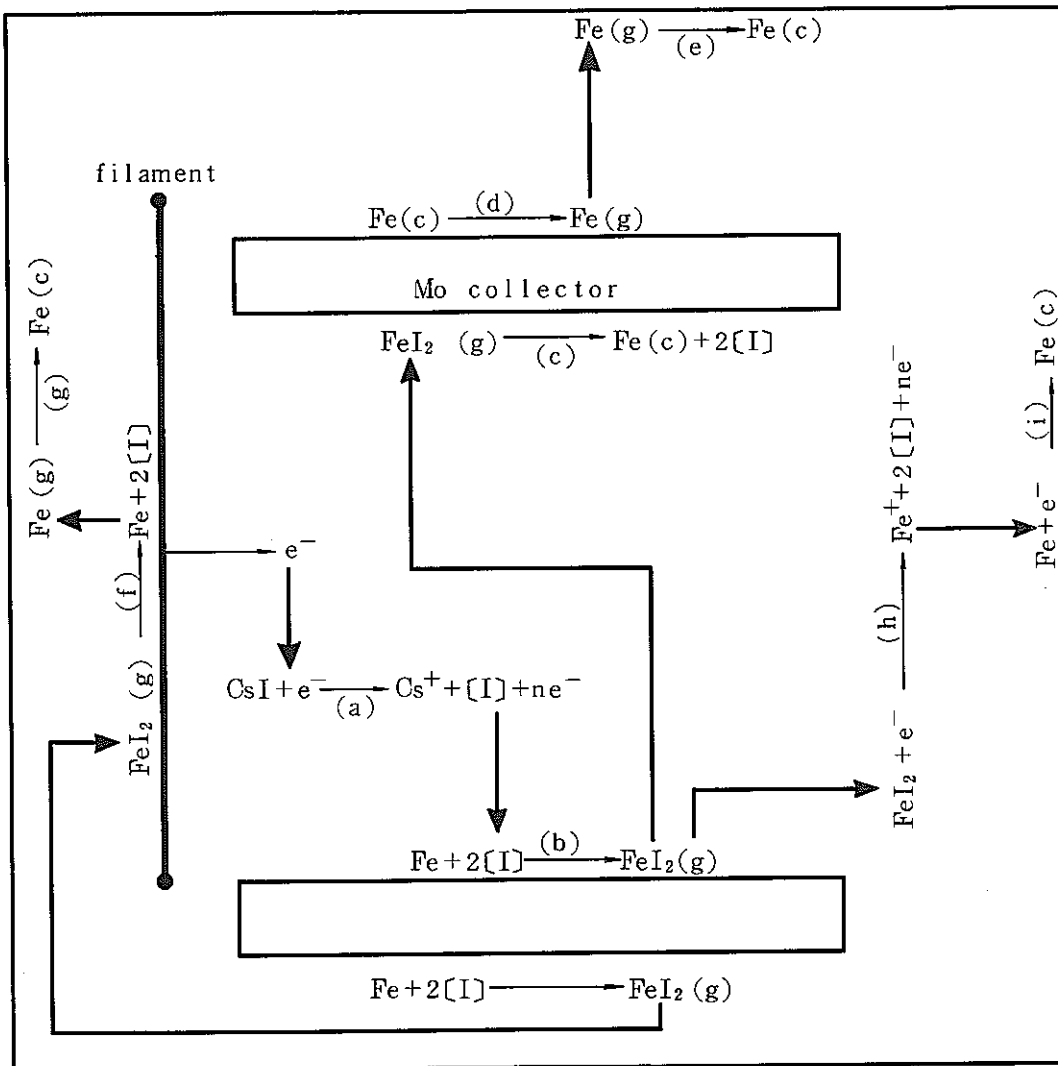 Fe(g) (e) → Fe(c)
filament
Fe(c) (d) → Fe(g)
Mo collector
FeI₂ (g) (c) → Fe(c)+2[I]
Fe(g) (g) → Fe(c)
FeI₂ (g) (f) → Fe+2[I]
e⁻
CsI+e⁻ (a) → Cs⁺+[I]+ne⁻
FeI₂+e⁻ (h) → Fe⁺+2[I]+ne⁻
Fe+e⁻ (i) → Fe(c)
Fe+2[I] (b) → FeI₂(g)
Fe+2[I] → FeI₂(g)